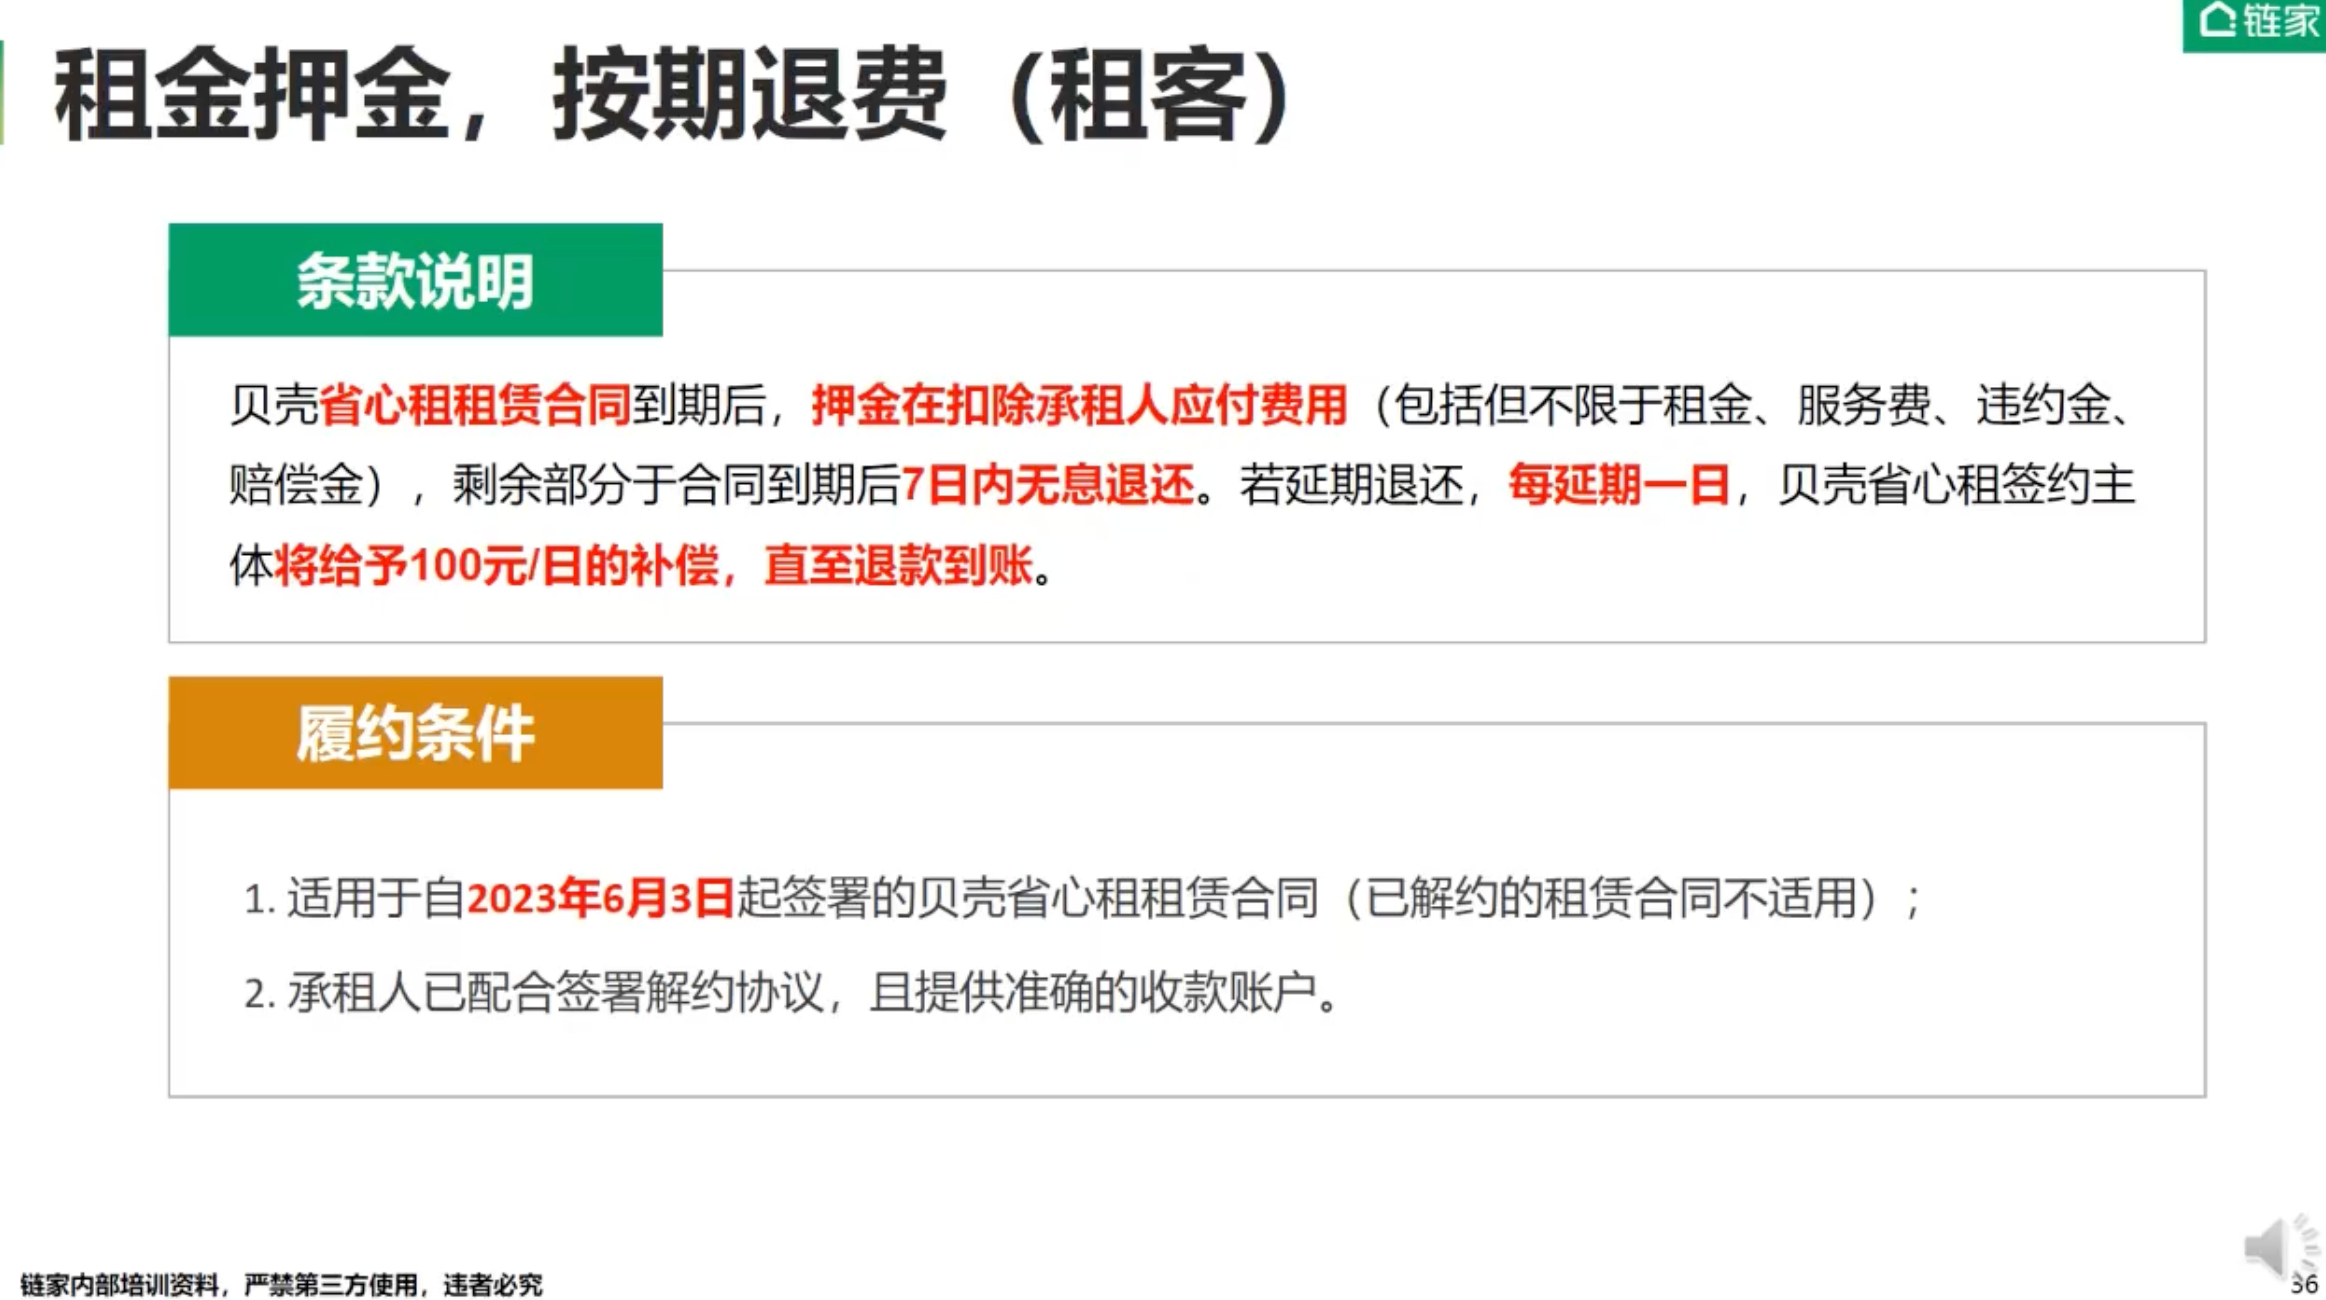 链家
租金押金，按期退费（租客）
条款说明
贝壳省心租租赁合同到期后，押金在扣除承租人应付费用（包括但不限于租金、服务费、违约金、
赔偿金），剩余部分于合同到期后7日内无息退还。若延期退还，每延期一日，贝壳省心租签约主
体将给予100元/日的补偿，直至退款到账。
履约条件
1. 适用于自2023年6月3日起签署的贝壳省心租租赁合同（已解约的租赁合同不适用）；
2. 承租人已配合签署解约协议，且提供准确的收款账户。
链家内部培训资料，严禁第三方使用，违者必究
36